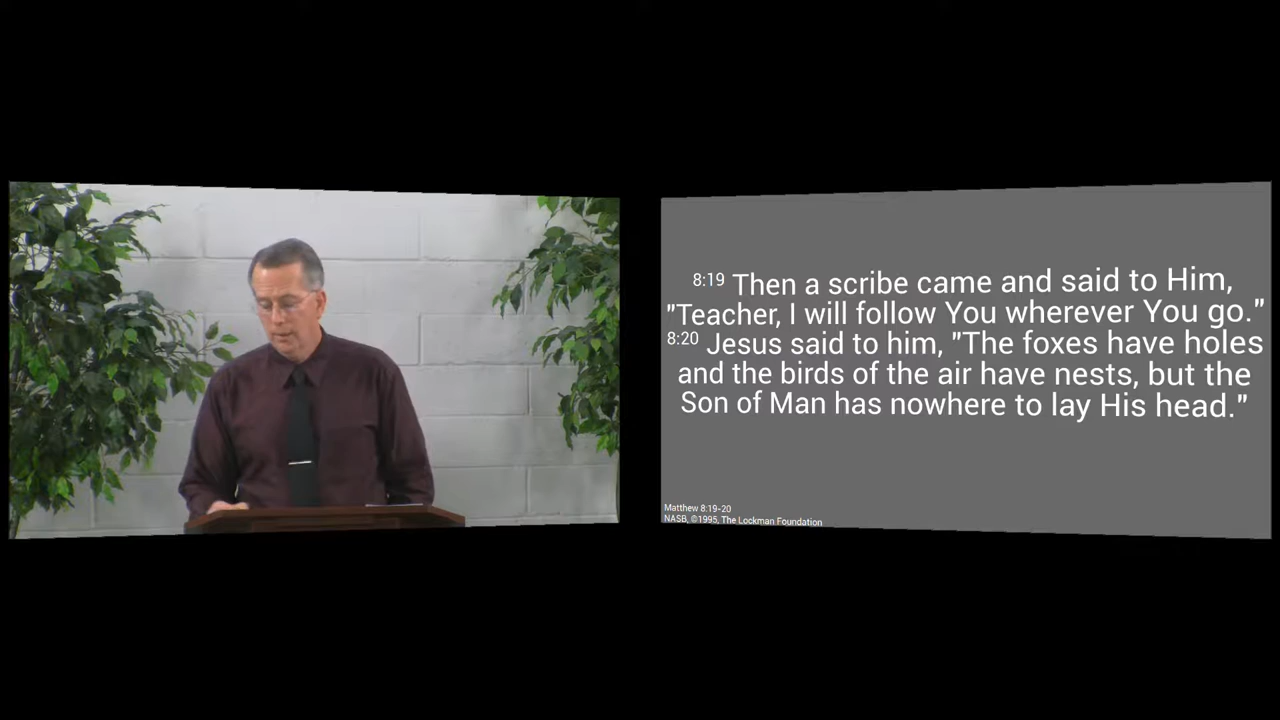 8:19 Then a scribe came and said to Him,
"Teacher, I will follow You wherever You go."
8:20 Jesus said to him, "The foxes have holes
and the birds of the air have nests, but the
Son of Man has nowhere to lay His head."
Matthew 8:19-20
NASB, ©1995, The Lockman Foundation